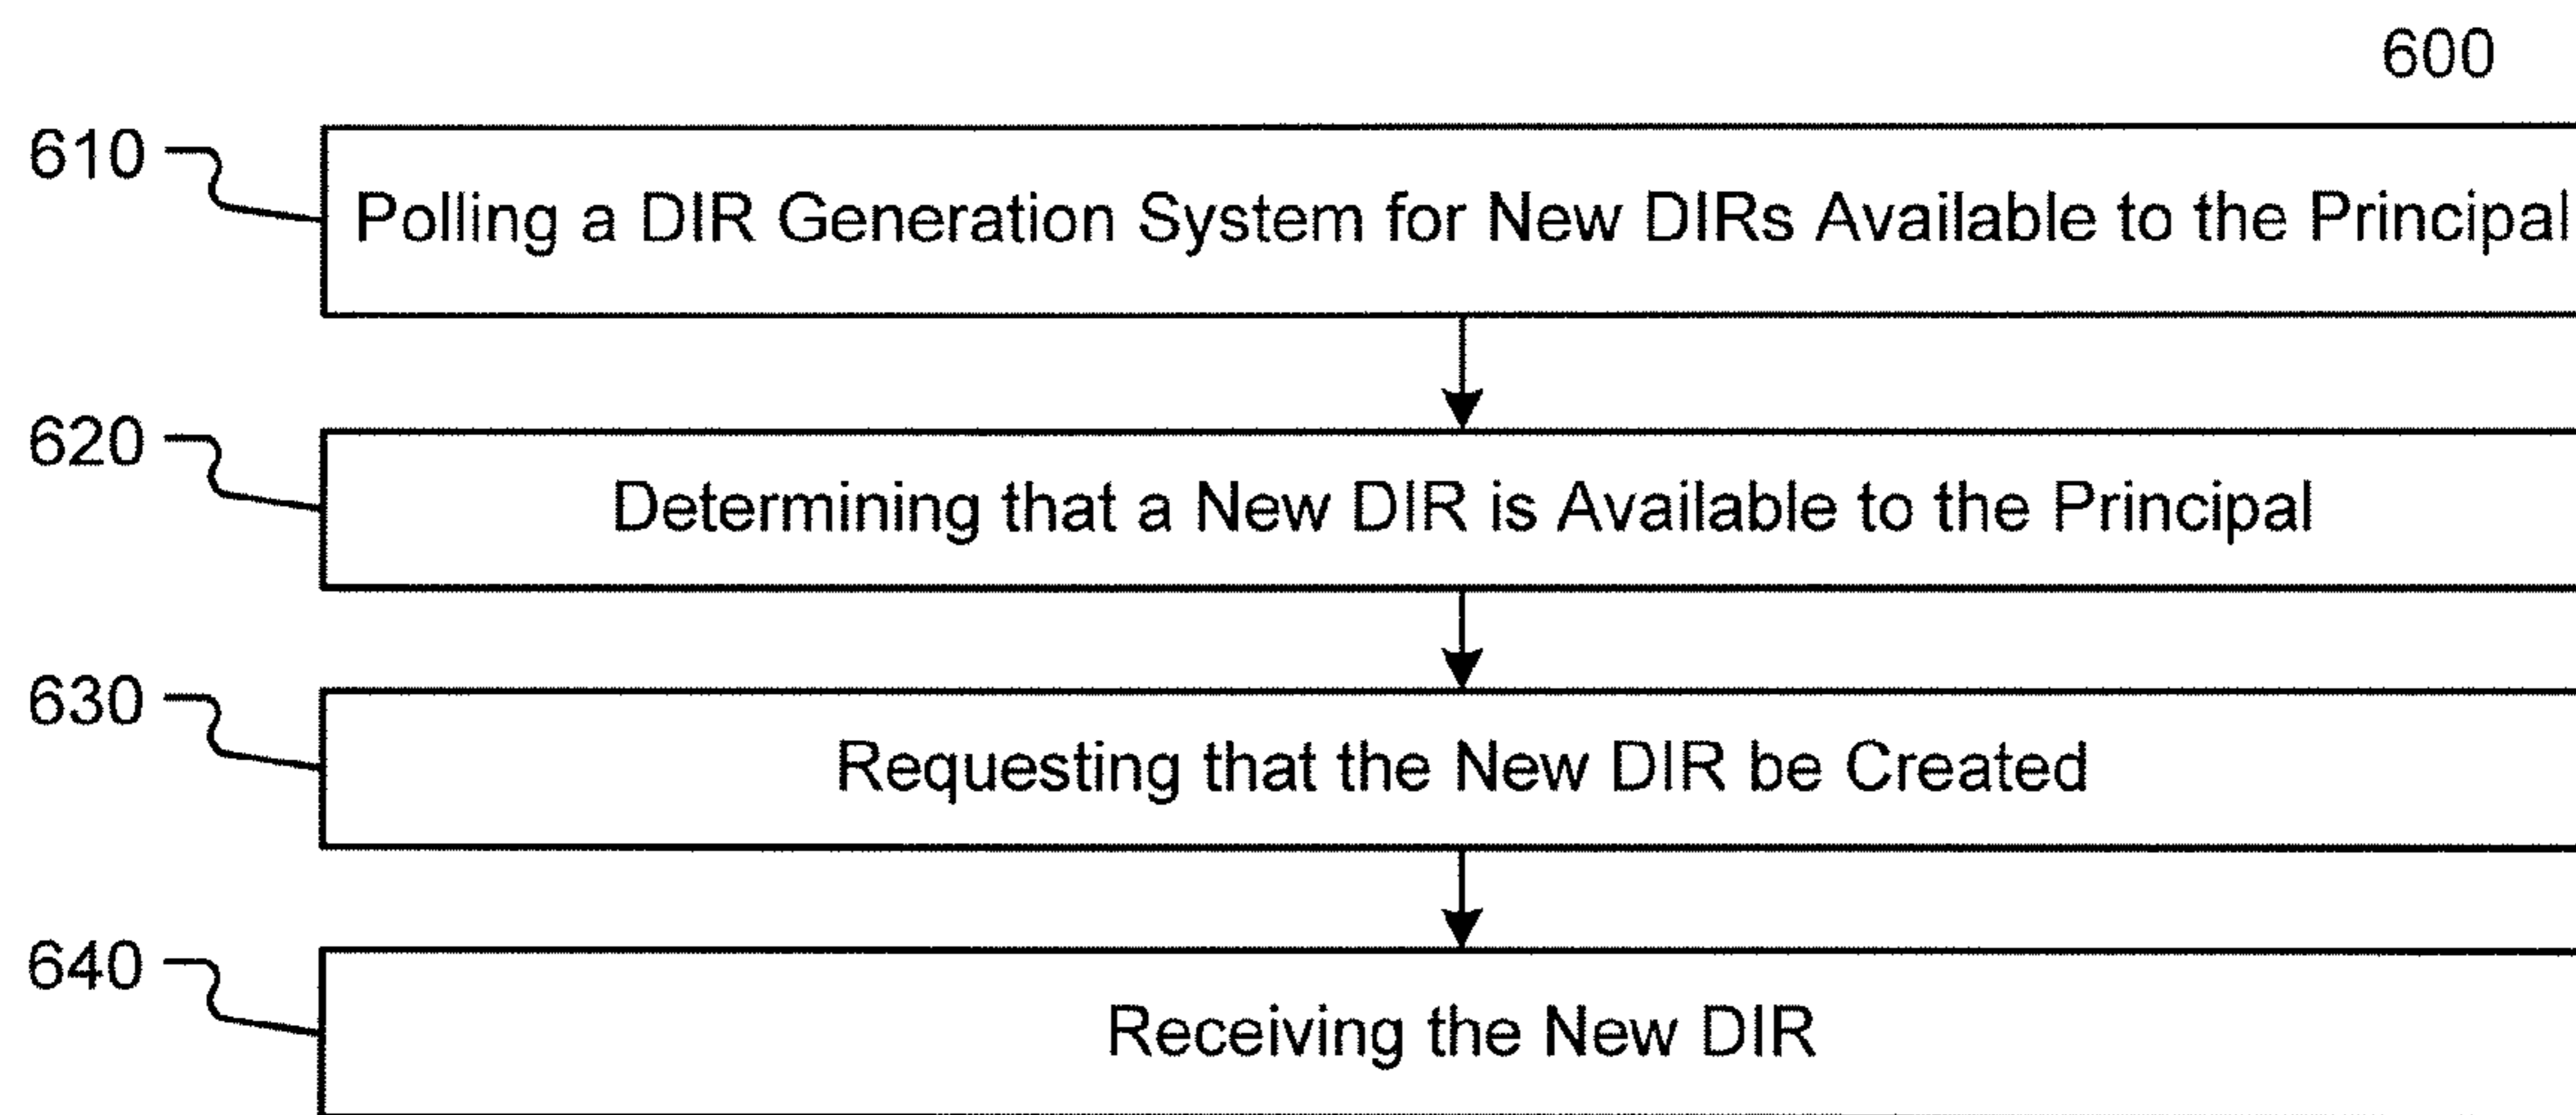 600
610
Polling a DIR Generation System for New DIRs Available to the Principal
620
Determining that a New DIR is Available to the Principal
630
Requesting that the New DIR be Created
640
Receiving the New DIR